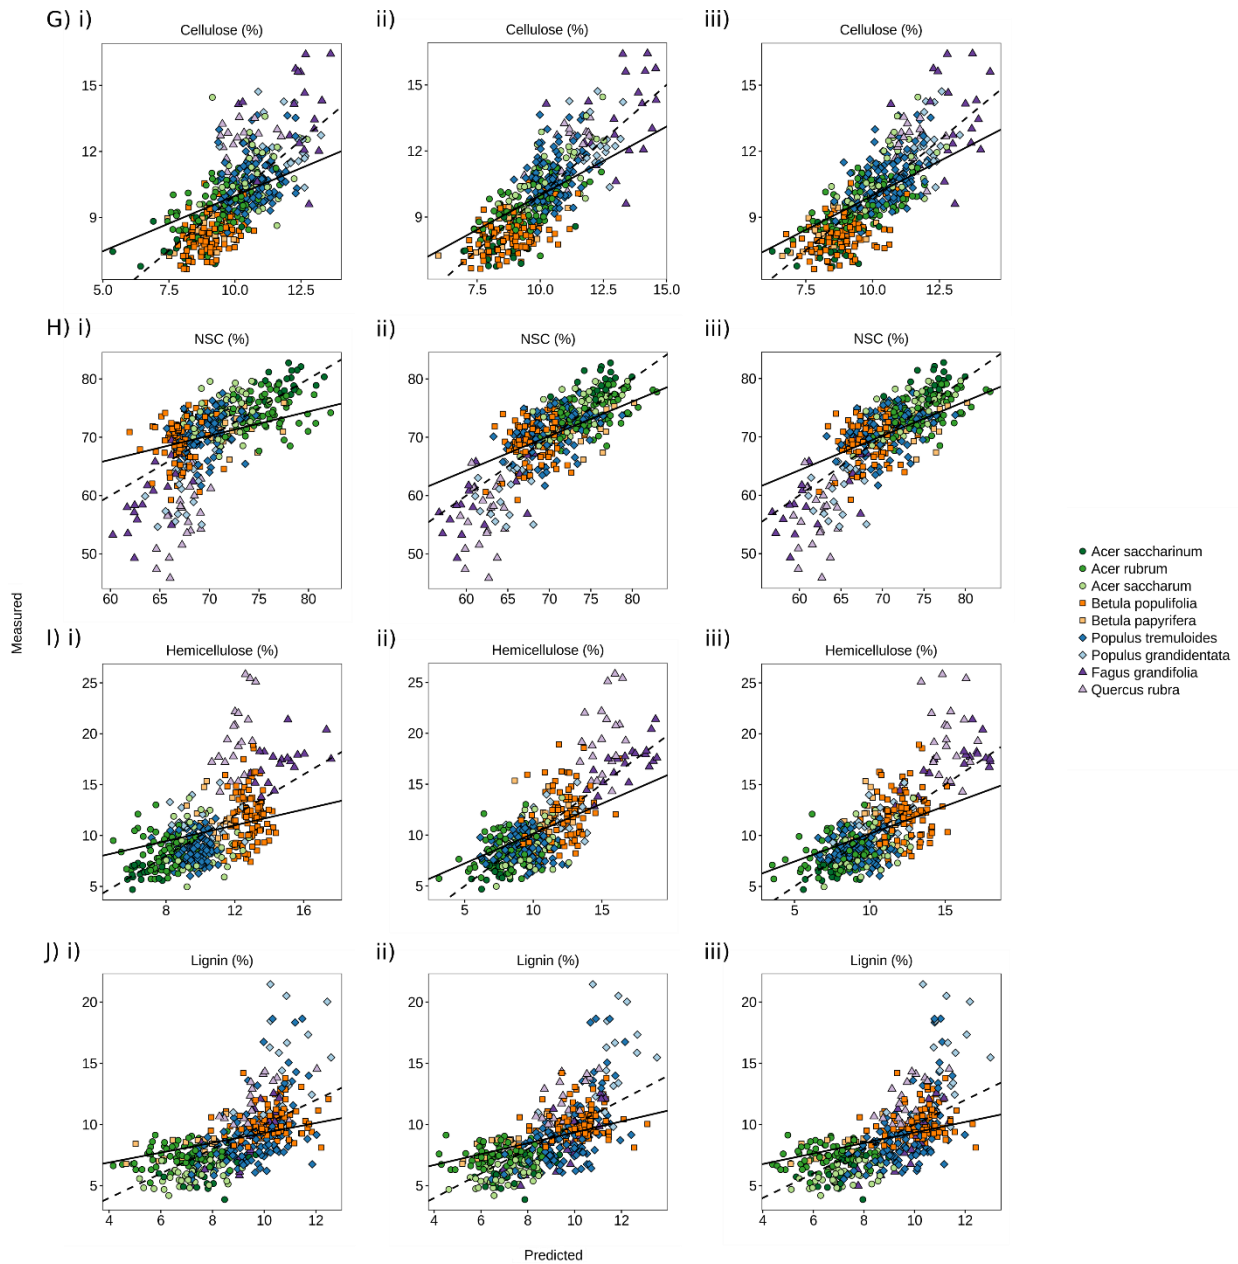 G) i)
ii)
iii)
Cellulose (%)
Cellulose (%)
Cellulose (%)
15
12
9
5.0 7.5 10.0 12.5
15
12
9
7.5 10.0 12.5 15.0
15
12
9
7.5 10.0 12.5
H) i)
ii)
iii)
NSC (%)
NSC (%)
NSC (%)
80
70
60
50
60 65 70 75 80
80
70
60
50
60 65 70 75 80
80
70
60
50
60 65 70 75 80
Measured
I) i)
ii)
iii)
Hemicellulose (%)
Hemicellulose (%)
Hemicellulose (%)
25
20
15
10
5
8 12 16
25
20
15
10
5
5 10 15
25
20
15
10
5
5 10 15
J) i)
ii)
iii)
Lignin (%)
Lignin (%)
Lignin (%)
20
15
10
5
4 6 8 10 12
20
15
10
5
4 6 8 10 12
20
15
10
5
4 6 8 10 12
Predicted
Acer saccharinum
Acer rubrum
Acer saccharum
Betula populifolia
Betula papyrifera
Populus tremuloides
Populus grandidentata
Fagus grandifolia
Quercus rubra